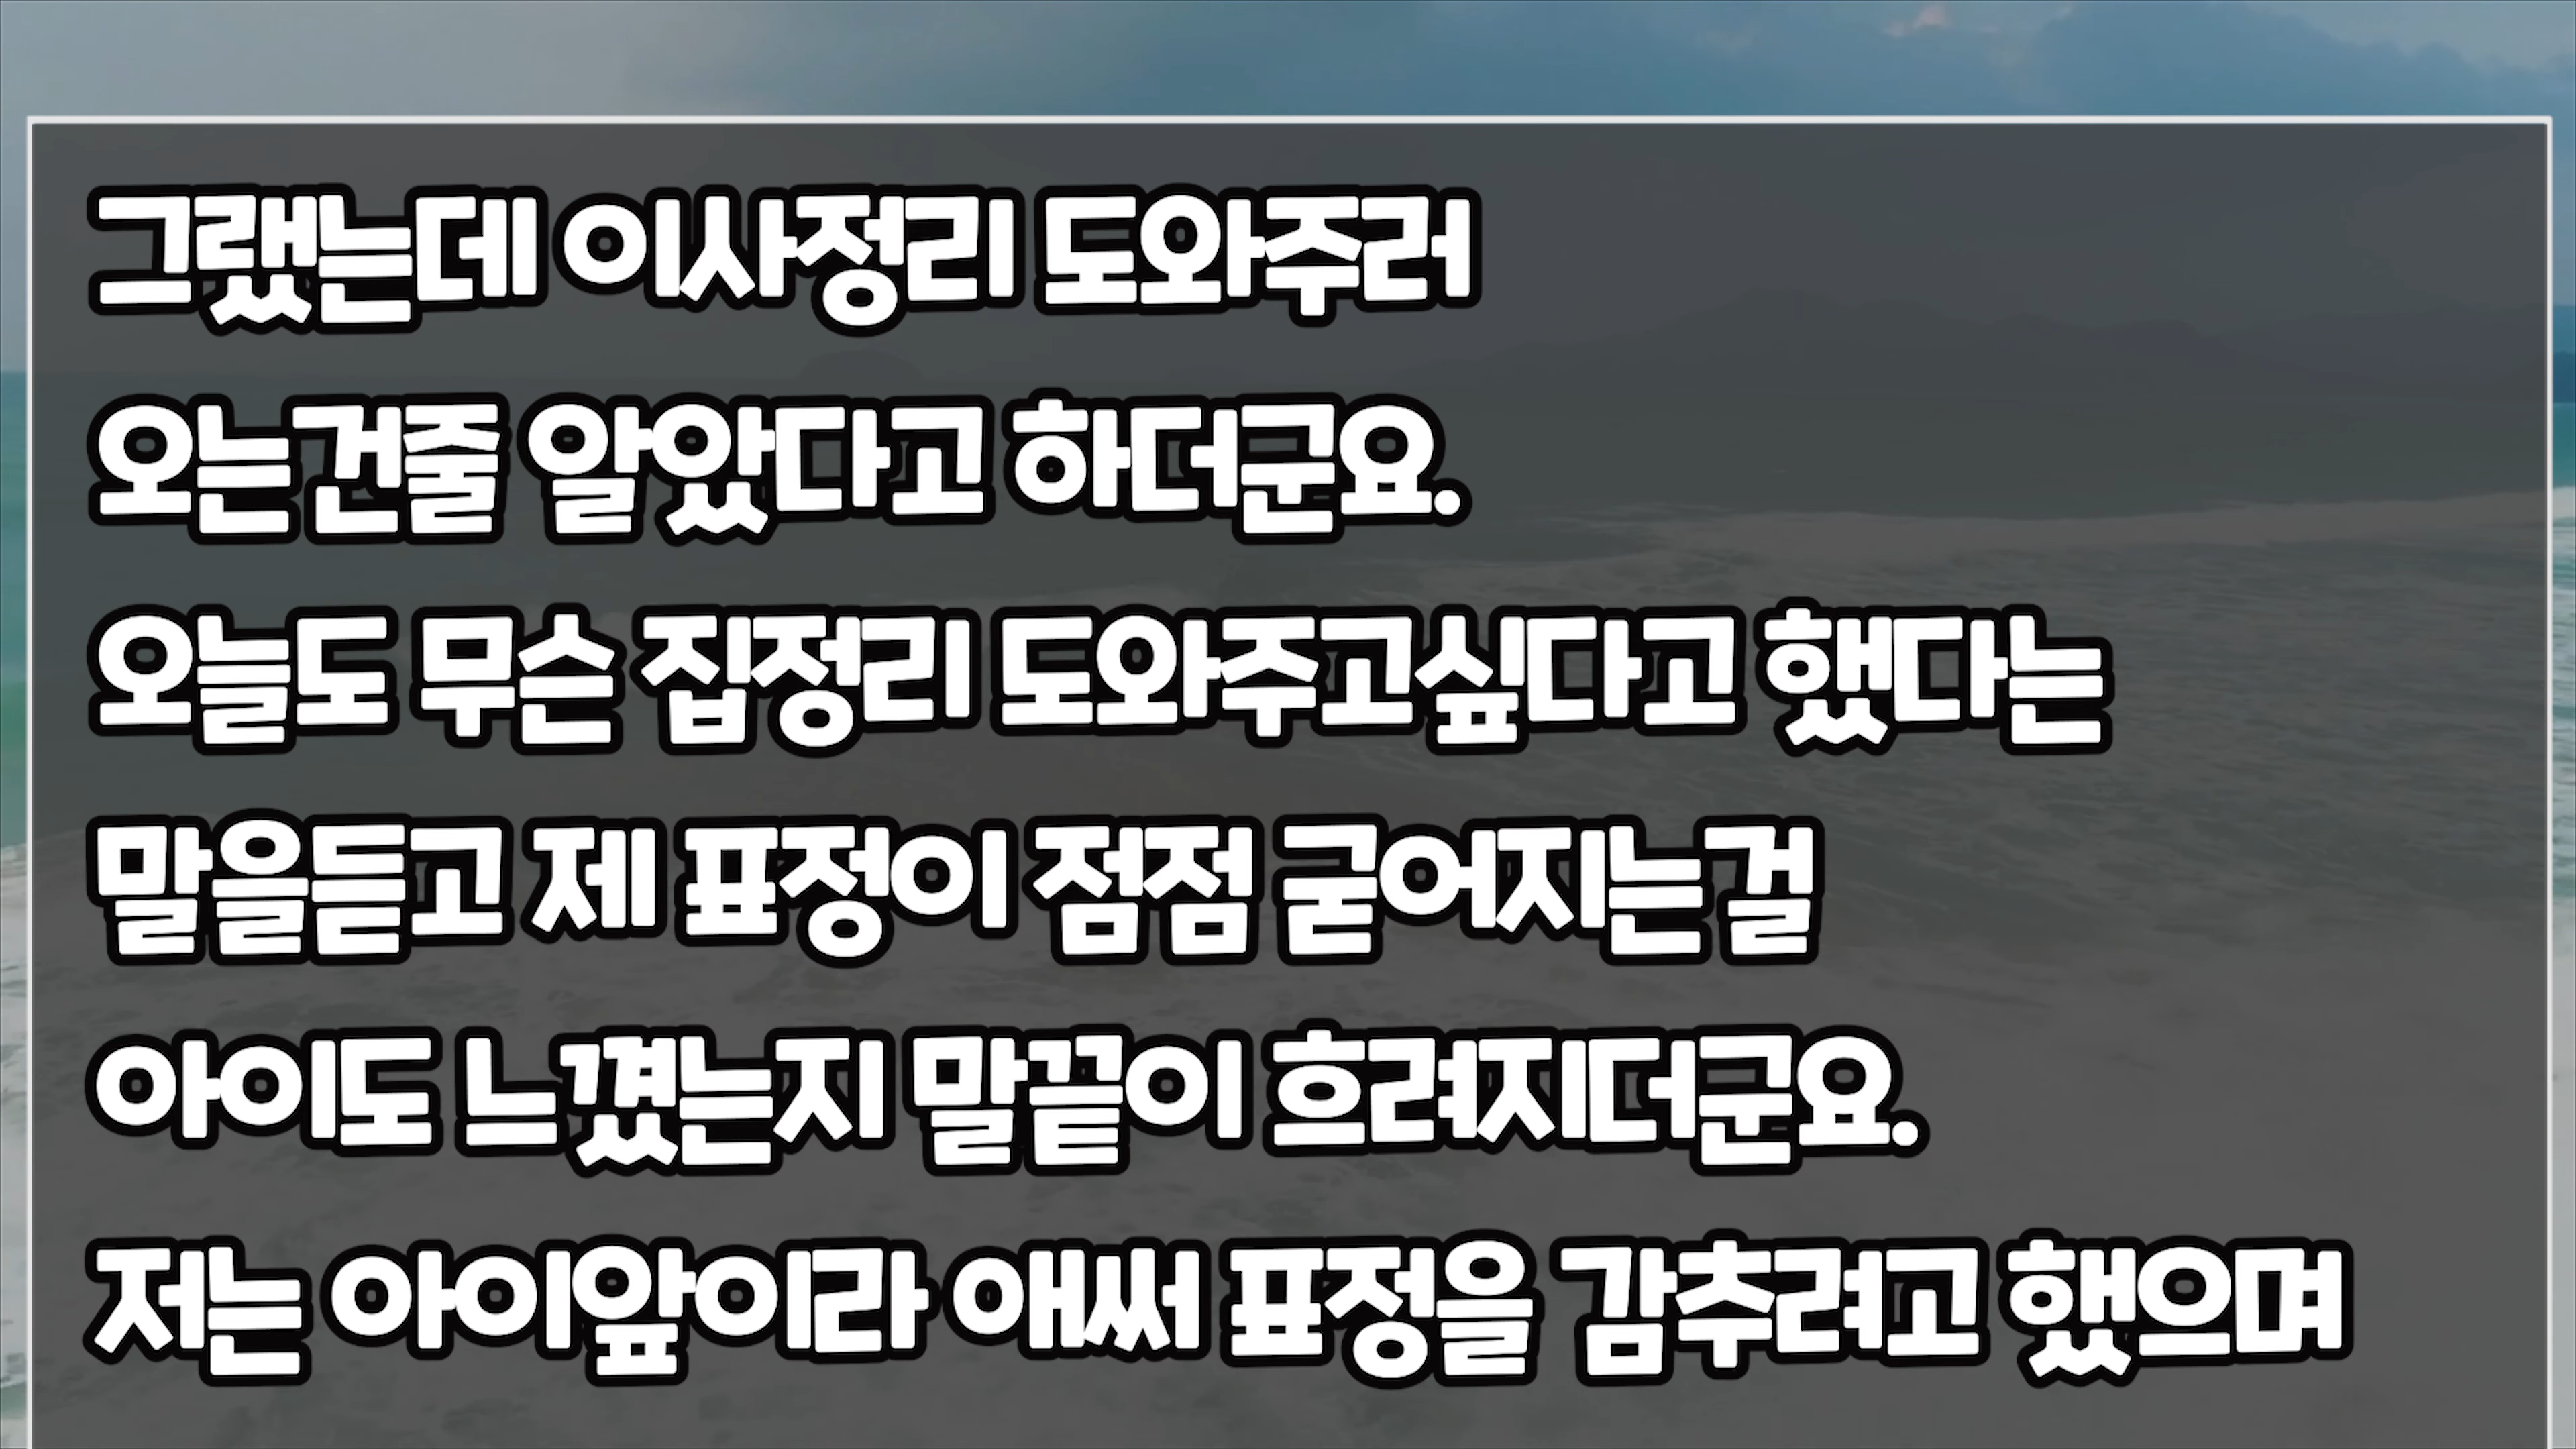 그랬는데 이사정리 도와주러
오는건줄 알았다고 하더군요.
오늘도 무슨 집정리 도와주고싶다고 했다는
말을듣고 제 표정이 점점 굳어지는걸
아이도 느꼈는지 말끝이 흐려지더군요.
저는 아이앞이라 애써 표정을 감추려고 했으며